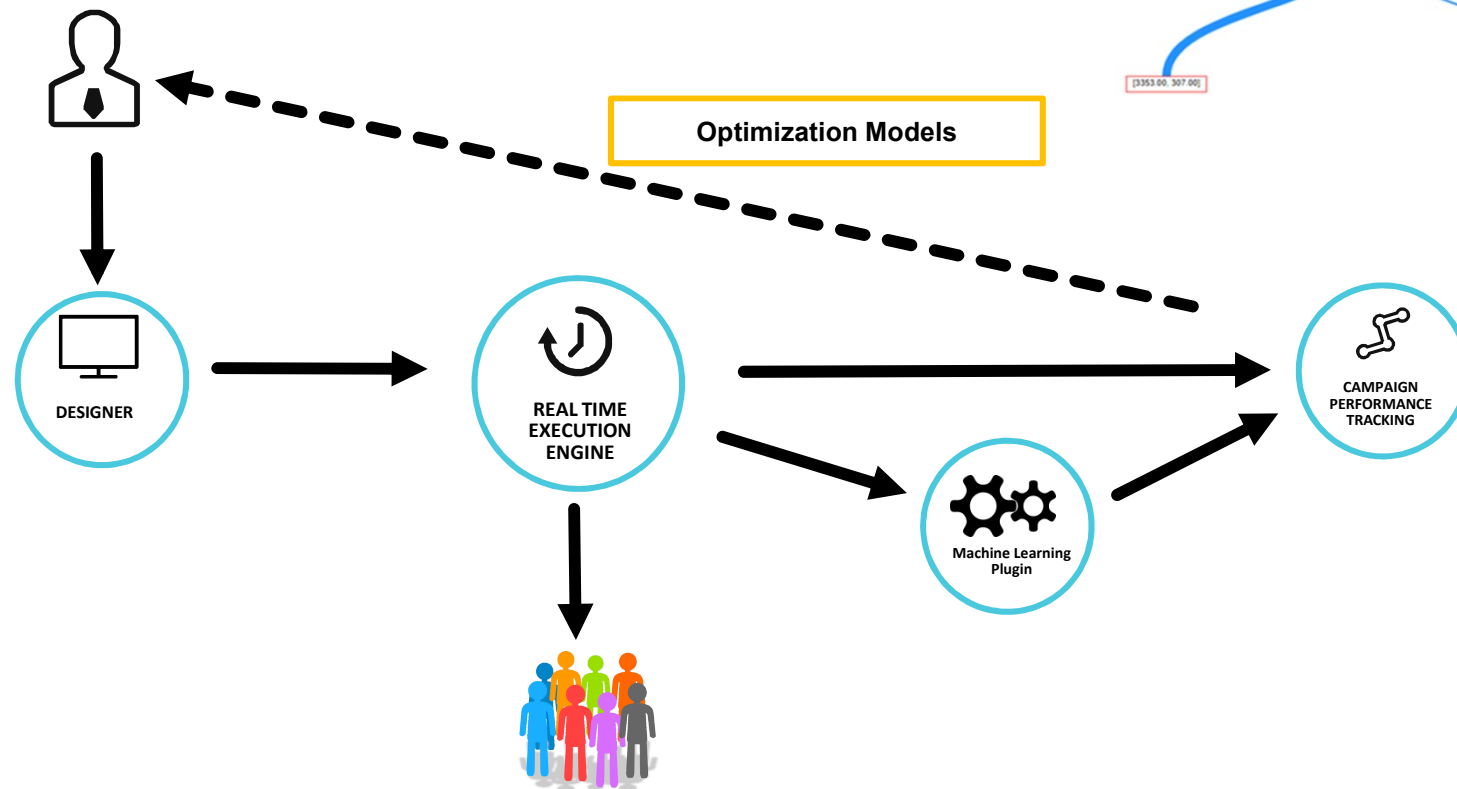 [3353.00, 307.00]
Optimization Models
DESIGNER
REAL TIME
EXECUTION
ENGINE
CAMPAIGN
PERFORMANCE
TRACKING
Machine Learning
Plugin